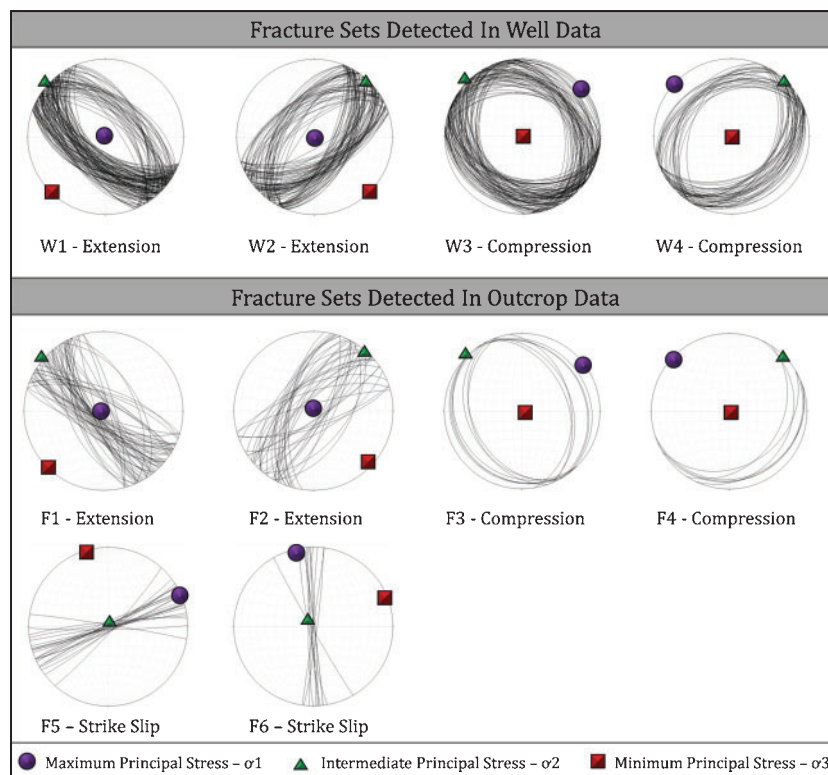 Fracture Sets Detected In Well Data
W1 - Extension
W2 - Extension
W3 - Compression
W4 - Compression
Fracture Sets Detected In Outcrop Data
F1 - Extension
F2 - Extension
F3 - Compression
F4 - Compression
F5 – Strike Slip
F6 – Strike Slip
Maximum Principal Stress – σ1
Intermediate Principal Stress – σ2
Minimum Principal Stress – σ3